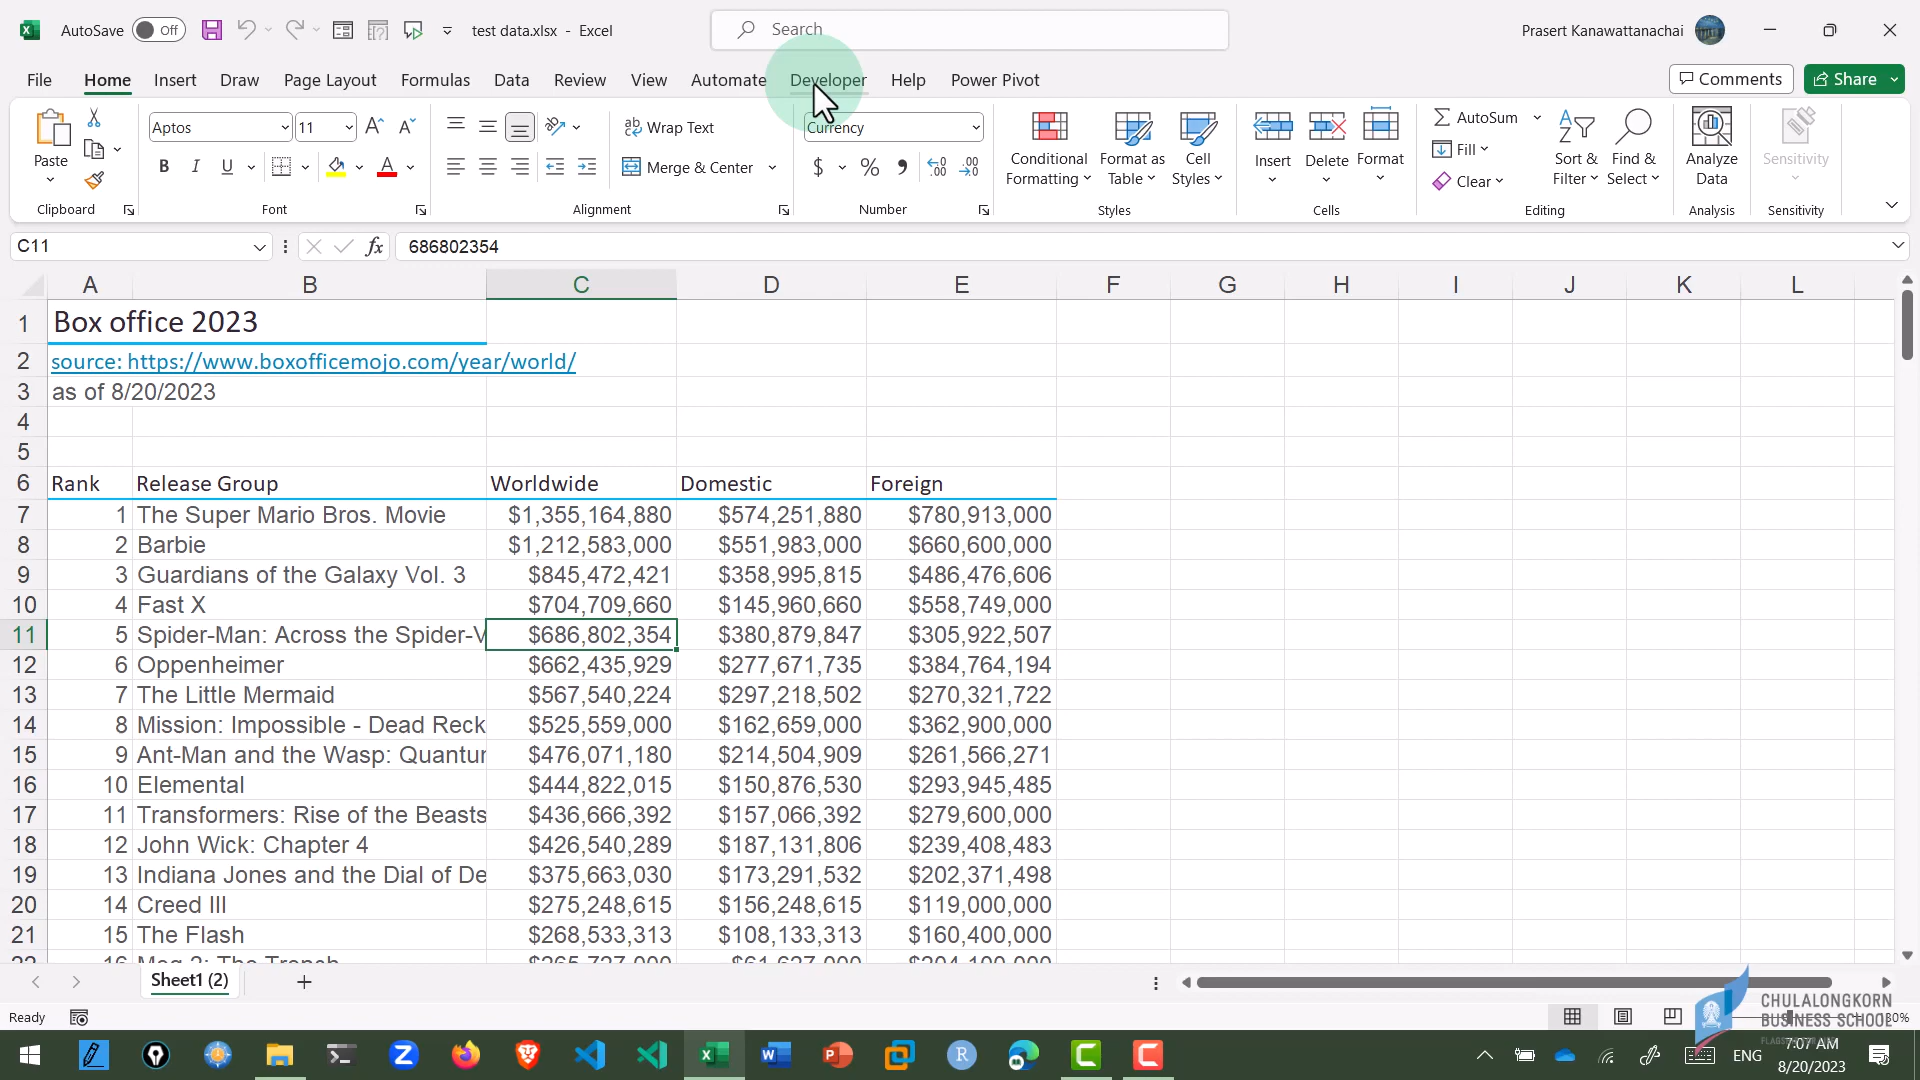 AutoSave Off test data.xlsx - Excel Search Prasert Kanawattanachai
File Home Insert Draw Page Layout Formulas Data Review View Automate Developer Help Power Pivot Comments Share
Paste Aptos 11 Wrap Text Currency Conditional Formatting Format as Table Cell Styles Insert Delete Format AutoSum Sort & Filter Find & Select Analyze Data Sensitivity
B I U Merge & Center $ % Fill
Clear
Clipboard Font Alignment Number Styles Cells Editing Analysis Sensitivity
C11 fx 686802354
A B C D E F G H I J K L
1 Box office 2023
2 source: https://www.boxofficemojo.com/year/world/
3 as of 8/20/2023
4
5
6 Rank Release Group Worldwide Domestic Foreign
7 1 The Super Mario Bros. Movie $1,355,164,880 $574,251,880 $780,913,000
8 2 Barbie $1,212,583,000 $551,983,000 $660,600,000
9 3 Guardians of the Galaxy Vol. 3 $845,472,421 $358,995,815 $486,476,606
10 4 Fast X $704,709,660 $145,960,660 $558,749,000
11 5 Spider-Man: Across the Spider-V $686,802,354 $380,879,847 $305,922,507
12 6 Oppenheimer $662,435,929 $277,671,735 $384,764,194
13 7 The Little Mermaid $567,540,224 $297,218,502 $270,321,722
14 8 Mission: Impossible - Dead Reck $525,559,000 $162,659,000 $362,900,000
15 9 Ant-Man and the Wasp: Quantur $476,071,180 $214,504,909 $261,566,271
16 10 Elemental $444,822,015 $150,876,530 $293,945,485
17 11 Transformers: Rise of the Beasts $436,666,392 $157,066,392 $279,600,000
18 12 John Wick: Chapter 4 $426,540,289 $187,131,806 $239,408,483
19 13 Indiana Jones and the Dial of De $375,663,030 $173,291,532 $202,371,498
20 14 Creed III $275,248,615 $156,248,615 $119,000,000
21 15 The Flash $268,533,313 $108,133,313 $160,400,000
Sheet1 (2)
Ready
CHULALONGKORN
BUSINESS SCHOOL
ENG 7:07 AM
8/20/2023